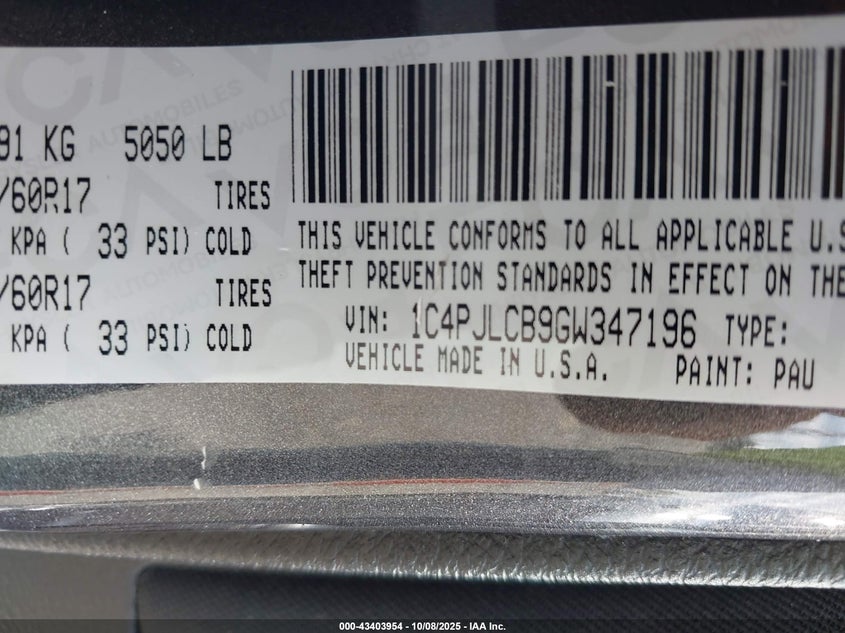 91 KG 5050 LB
/60R17 TIRES
KPA ( 33 PSI) COLD
/60R17 TIRES
KPA ( 33 PSI) COLD
THIS VEHICLE CONFORMS TO ALL APPLICABLE U.S
THEFT PREVENTION STANDARDS IN EFFECT ON THE
VIN: 1C4PJLCB9GW347196 TYPE:
VEHICLE MADE IN U.S.A. PAINT: PAU
000-43403954 - 10/08/2025 - IAA Inc.